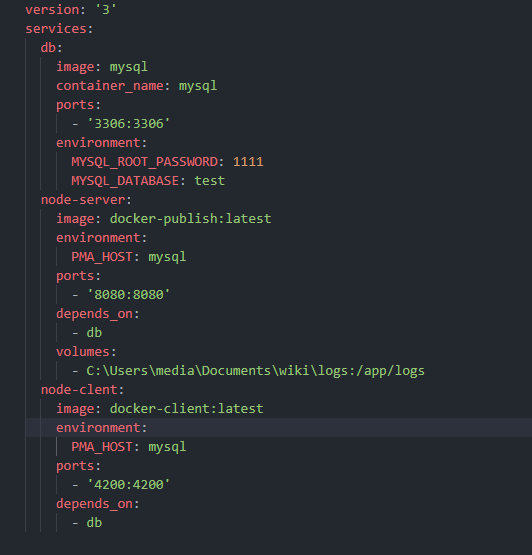 version: '3'
services:
  db:
    image: mysql
    container_name: mysql
    ports:
      - '3306:3306'
    environment:
      MYSQL_ROOT_PASSWORD: 1111
      MYSQL_DATABASE: test
  node-server:
    image: docker-publish:latest
    environment:
      PMA_HOST: mysql
    ports:
      - '8080:8080'
    depends_on:
      - db
    volumes:
      - C:\Users\media\Documents\wiki\logs:/app/logs
  node-clent:
    image: docker-client:latest
    environment:
      PMA_HOST: mysql
    ports:
      - '4200:4200'
    depends_on:
      - db